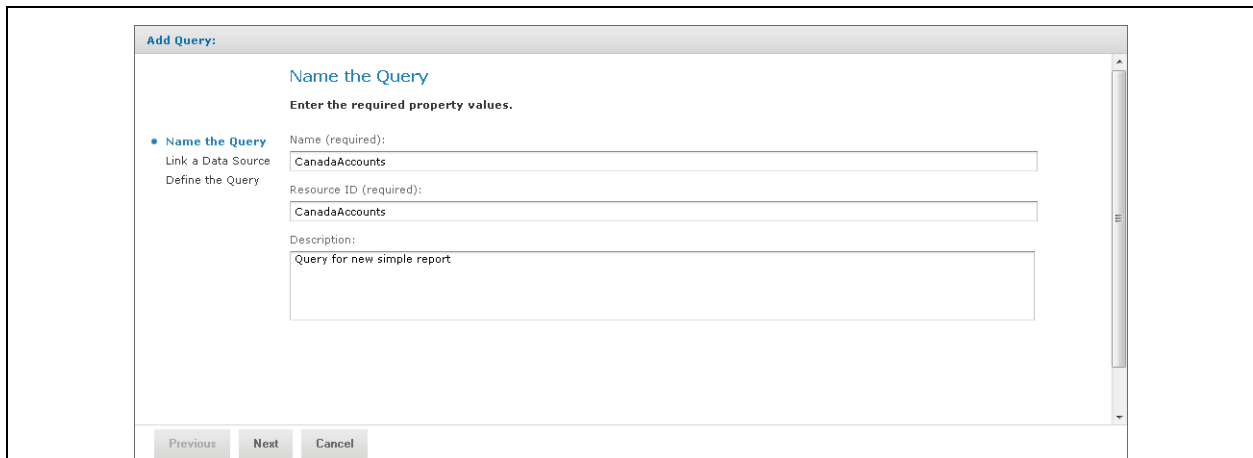 Add Query:
Name the Query
Enter the required property values.
Name the Query
Link a Data Source
Define the Query
Name (required):
CanadaAccounts
Resource ID (required):
CanadaAccounts
Description:
Query for new simple report
Previous Next Cancel